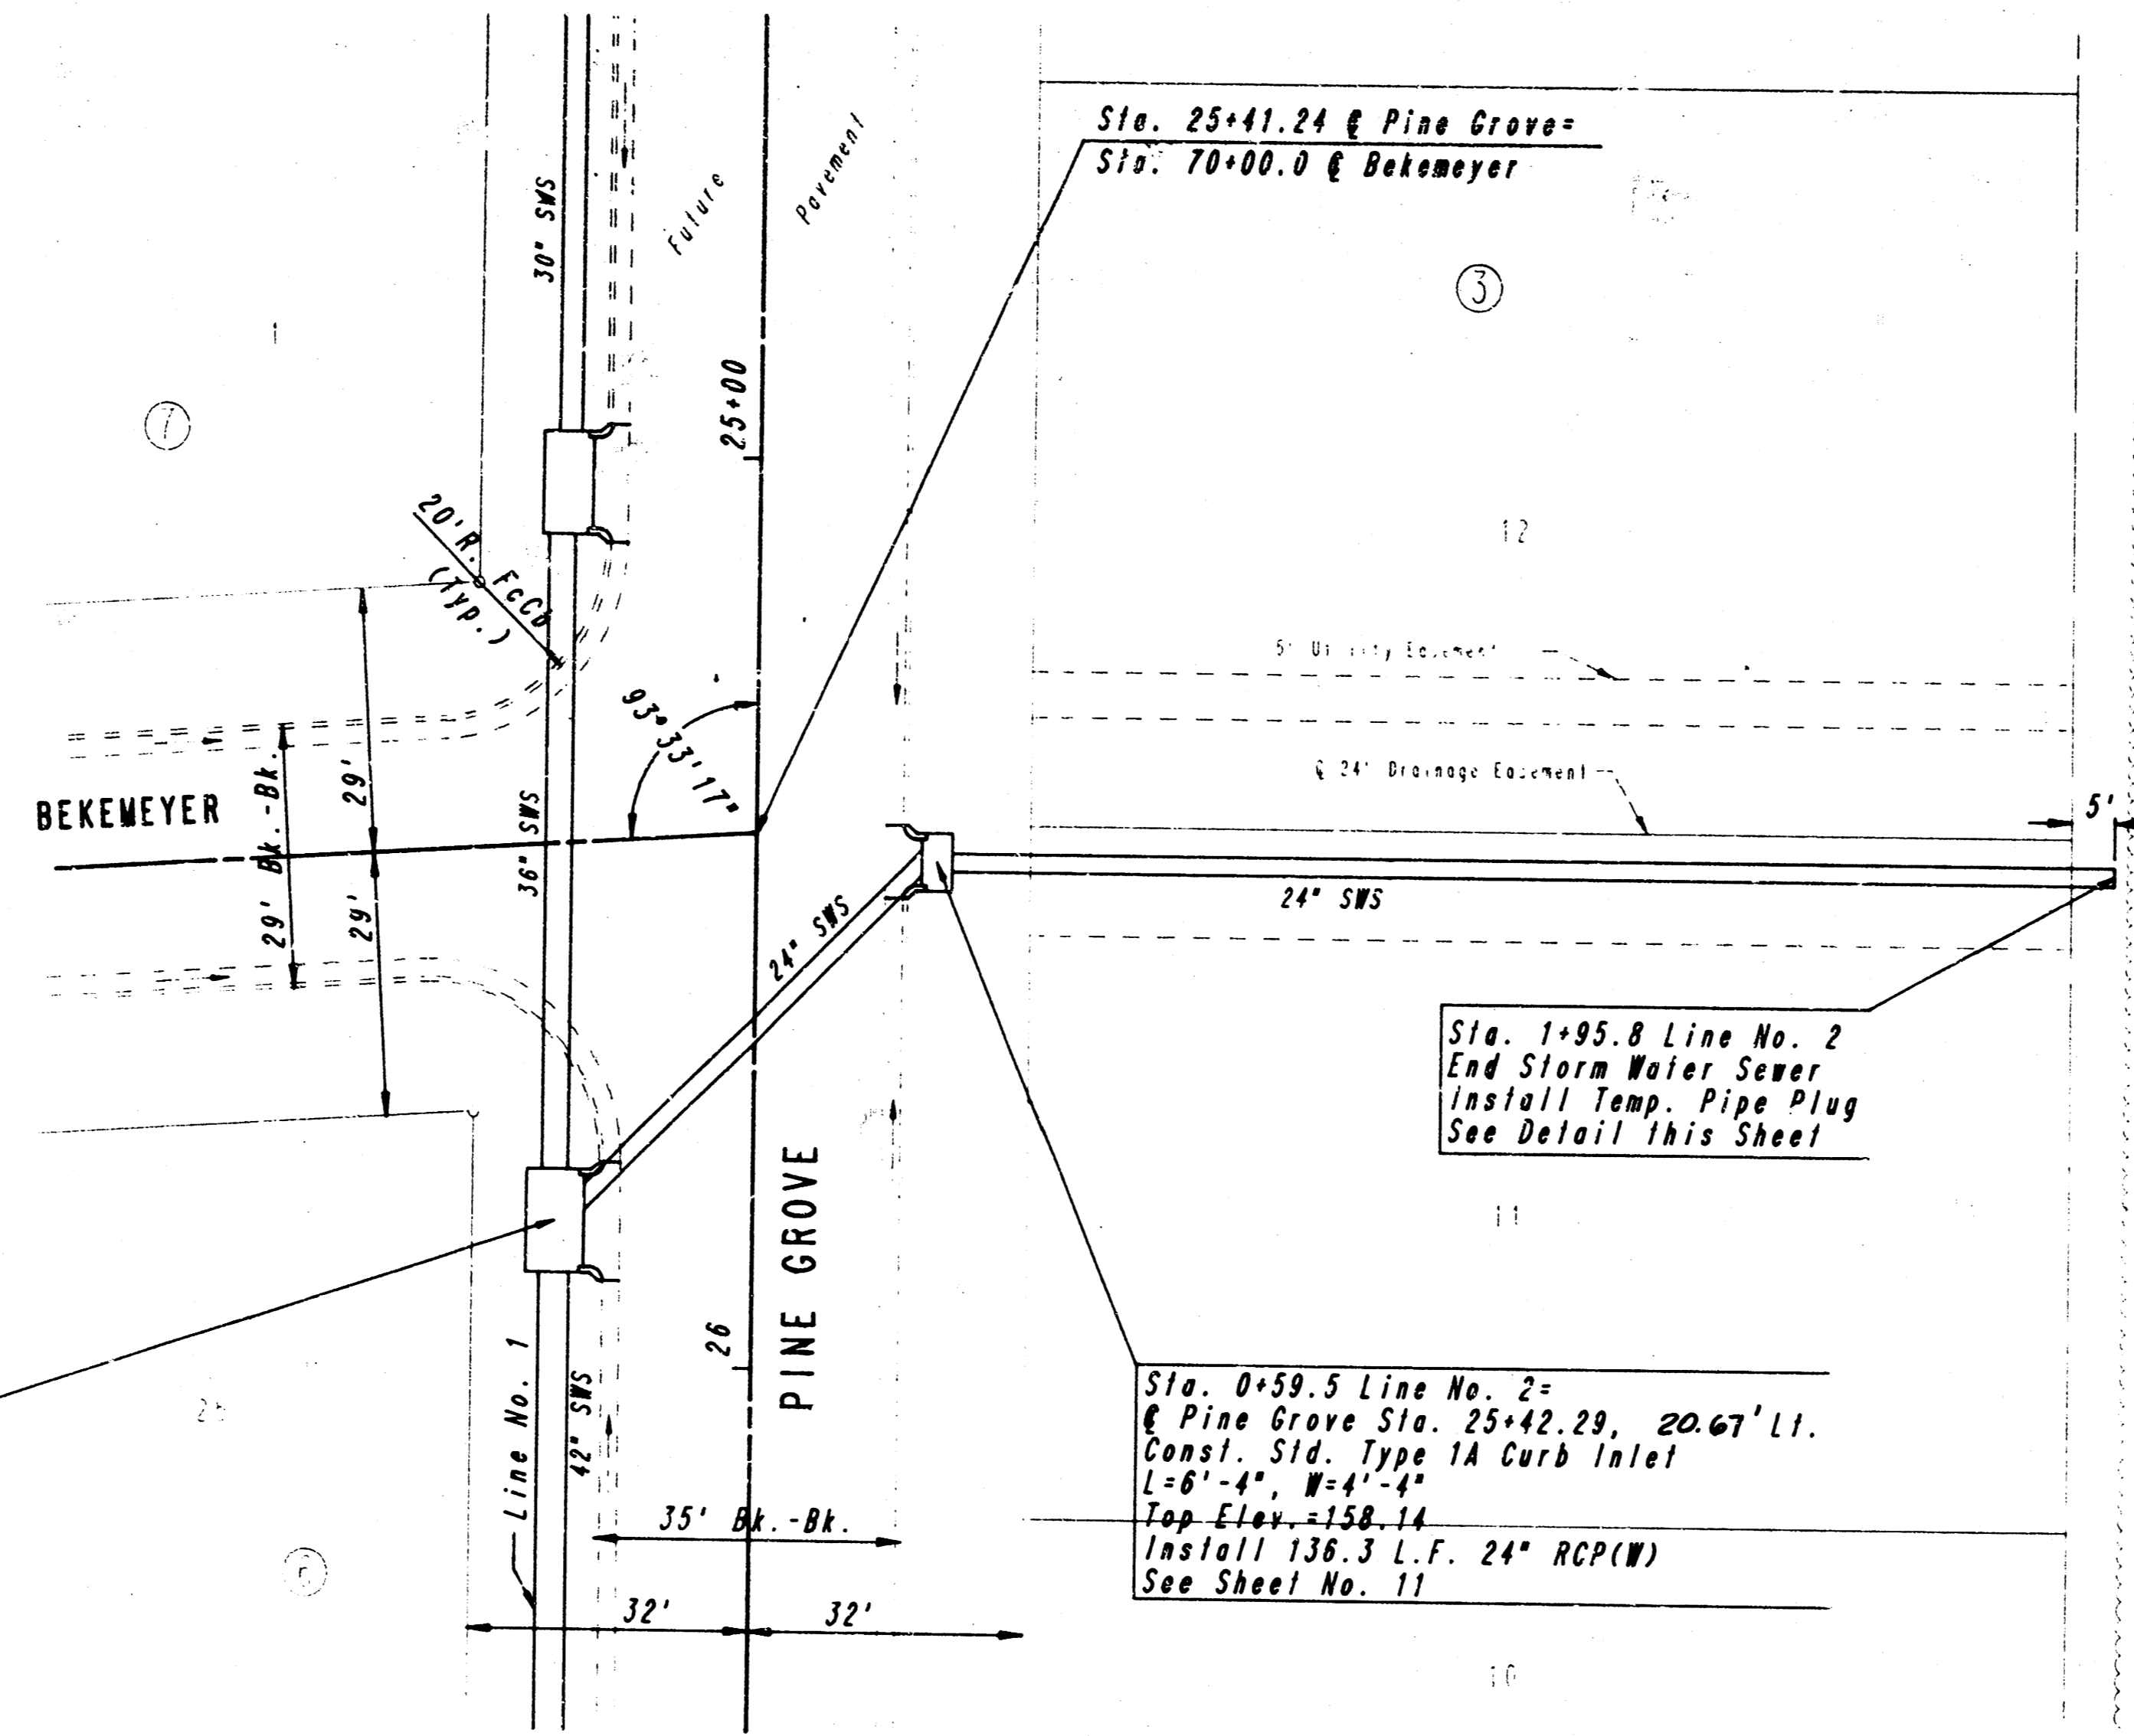 Sta. 25+41.24 ℄ Pine Grove=
Sta. 70+00.0 ℄ Bekemeyer
30" SWS
Future
Pavement
3
1
7
25+00
20' R.
(Typ.)
FcCb
12
93°33'17"
5' Utility Easement
℄ 24' Drainage Easement
5'
BEKEMEYER
29' Bk.-Bk.
29'
29'
36" SWS
24" SWS
24" SWS
Sta. 1+95.8 Line No. 2
End Storm Water Sewer
Install Temp. Pipe Plug
See Detail this Sheet
11
PINE GROVE
26
Line No. 1
42" SWS
Sta. 0+59.5 Line No. 2=
℄ Pine Grove Sta. 25+42.29, 20.67' Lt.
Const. Std. Type 1A Curb Inlet
L=6'-4", W=4'-4"
Top Elev.=158.14
Install 136.3 L.F. 24" RCP(W)
See Sheet No. 11
35' Bk.-Bk.
32'
32'
10